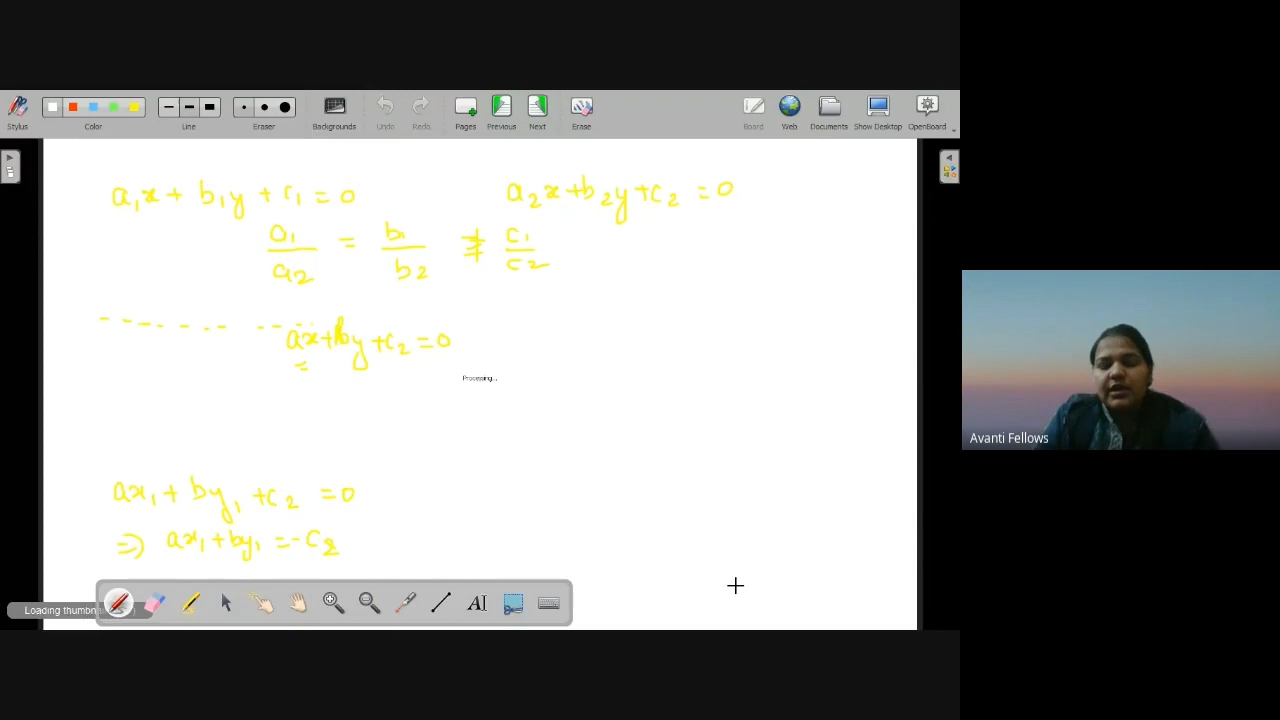 Stylus Color Line Eraser Backgrounds Undo Redo Pages Previous Next Erase Board Web Documents Show Desktop OpenBoard
a₁x + b₁y + c₁ = 0 a₂x + b₂y + c₂ = 0
a₁/a₂ = b₁/b₂ ≠ c₁/c₂
ax + by + c₂ = 0
Processing...
Avanti Fellows
ax₁ + by₁ + c₂ = 0
⇒) ax₁ + by₁ = -c₂
Loading thumbn